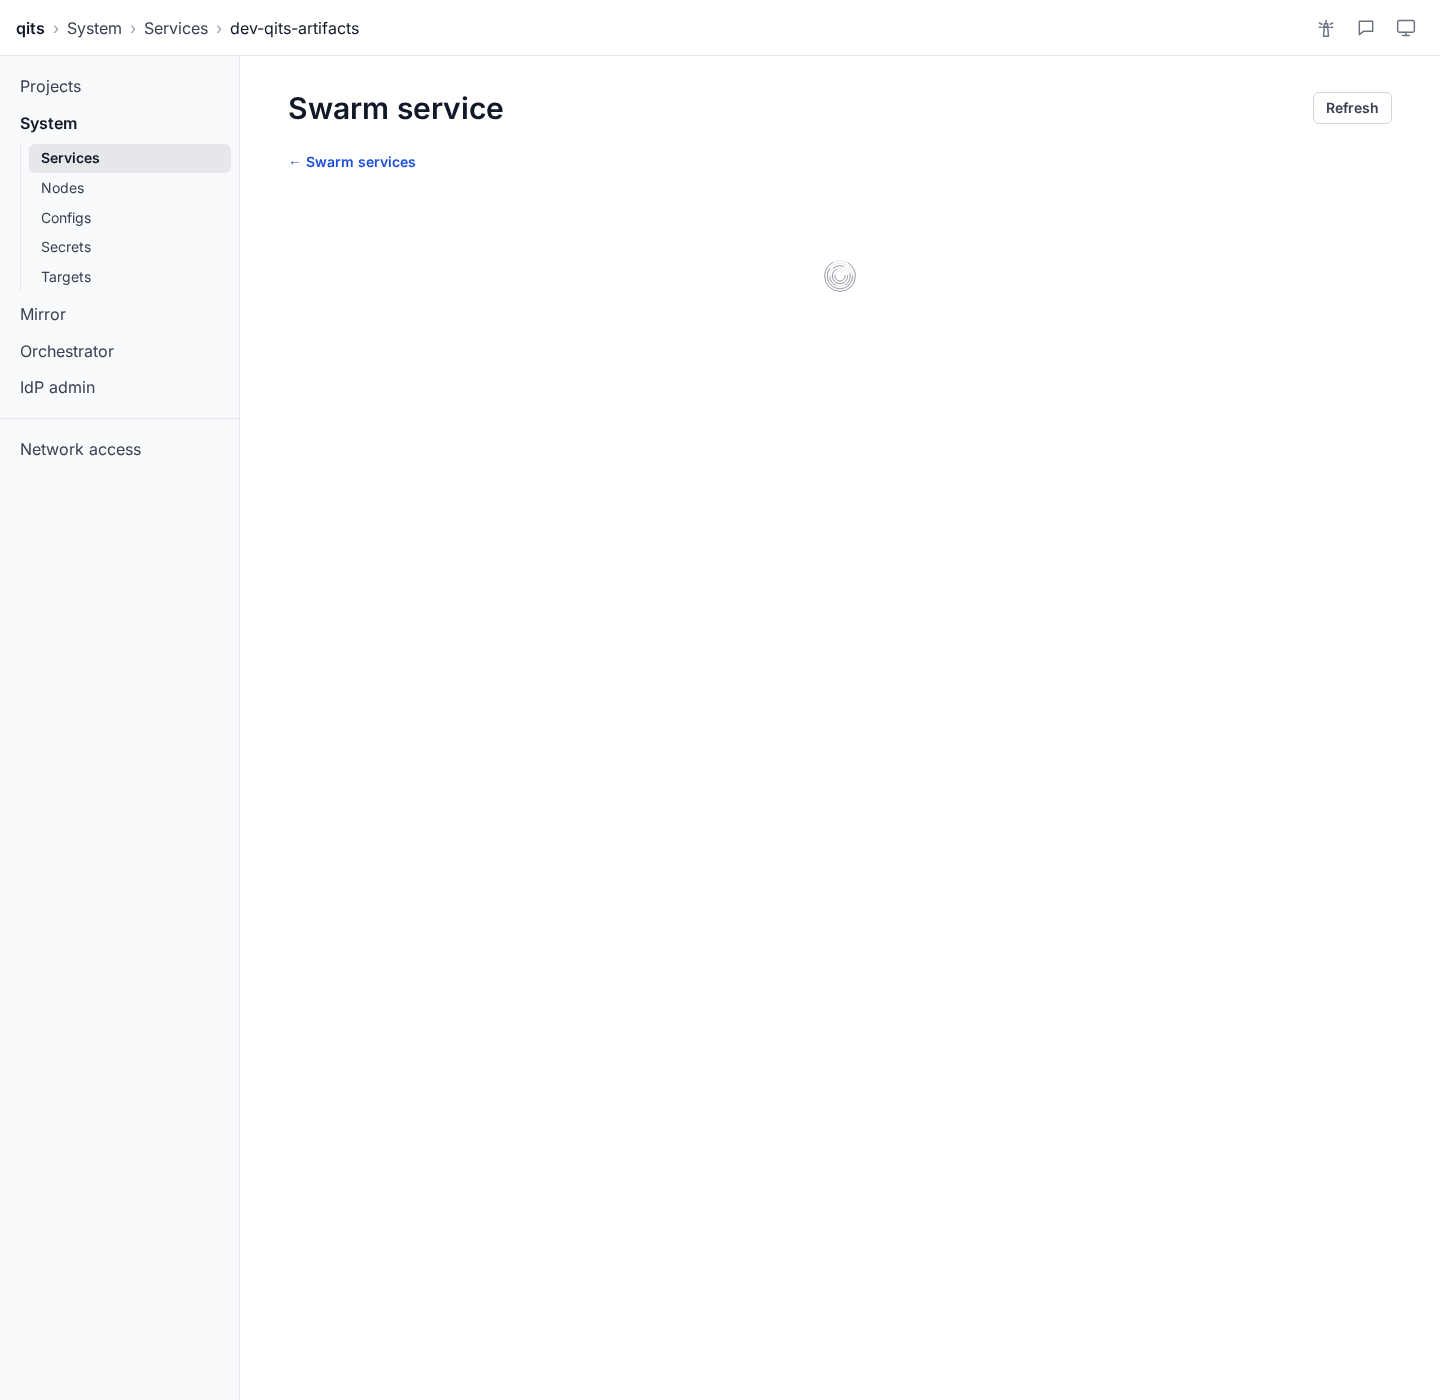 qits › System › Services › dev-qits-artifacts
Projects
System
Services
Nodes
Configs
Secrets
Targets
Mirror
Orchestrator
IdP admin
Network access
Swarm service
Refresh
← Swarm services